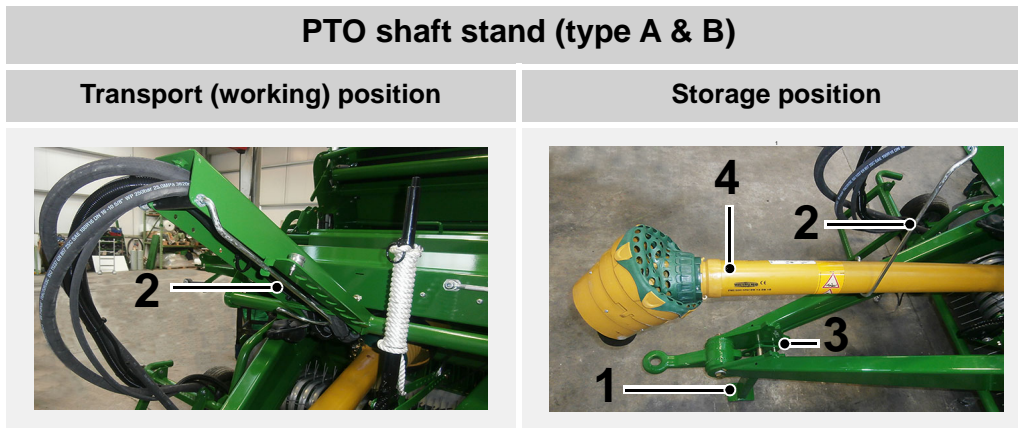 PTO shaft stand (type A & B)
Transport (working) position
Storage position
2
4
2
3
1